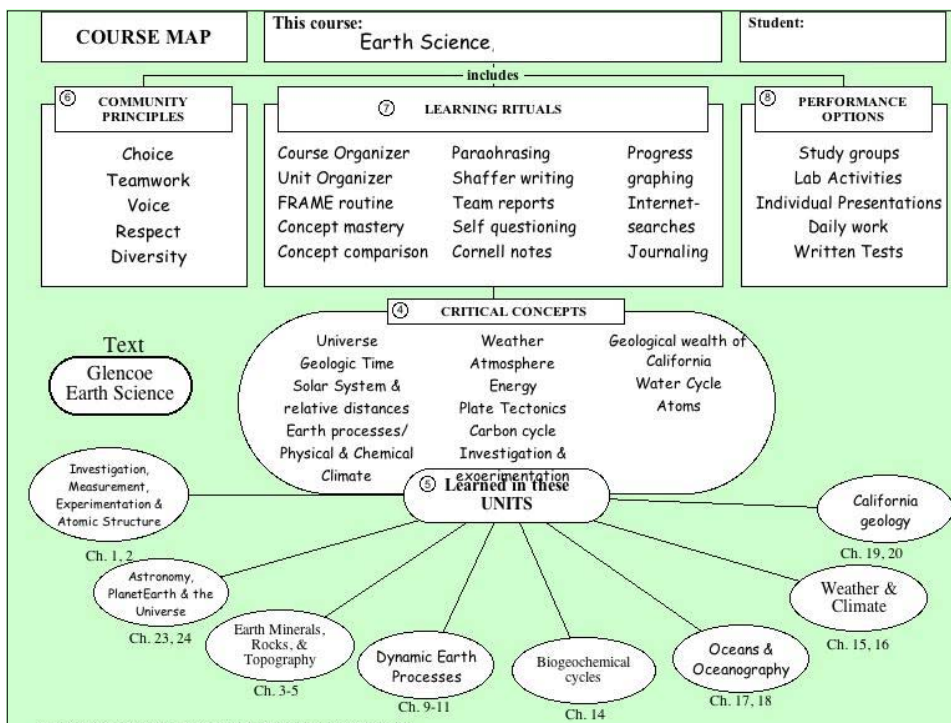 COURSE MAP
This course:
Earth Science
Student:
includes
6
COMMUNITY
PRINCIPLES
Choice
Teamwork
Voice
Respect
Diversity
7
LEARNING RITUALS
Course Organizer
Unit Organizer
FRAME routine
Concept mastery
Concept comparison
Paraohrasing
Shaffer writing
Team reports
Self questioning
Cornell notes
Progress
graphing
Internet-
searches
Journaling
8
PERFORMANCE
OPTIONS
Study groups
Lab Activities
Individual Presentations
Daily work
Written Tests
4
CRITICAL CONCEPTS
Universe
Geologic Time
Solar System &
relative distances
Earth processes/
Physical & Chemical
Climate
Weather
Atmosphere
Energy
Plate Tectonics
Carbon cycle
Investigation &
experimentation
Geological wealth of
California
Water Cycle
Atoms
Text
Glencoe
Earth Science
5
Learned in these
UNITS
Investigation,
Measurement,
Experimentation &
Atomic Structure
Ch. 1, 2
Astronomy,
PlanetEarth & the
Universe
Ch. 23, 24
Earth Minerals,
Rocks, &
Topography
Ch. 3-5
Dynamic Earth
Processes
Ch. 9-11
Biogeochemical
cycles
Ch. 14
Oceans &
Oceanography
Ch. 17, 18
Weather &
Climate
Ch. 15, 16
California
geology
Ch. 19, 20